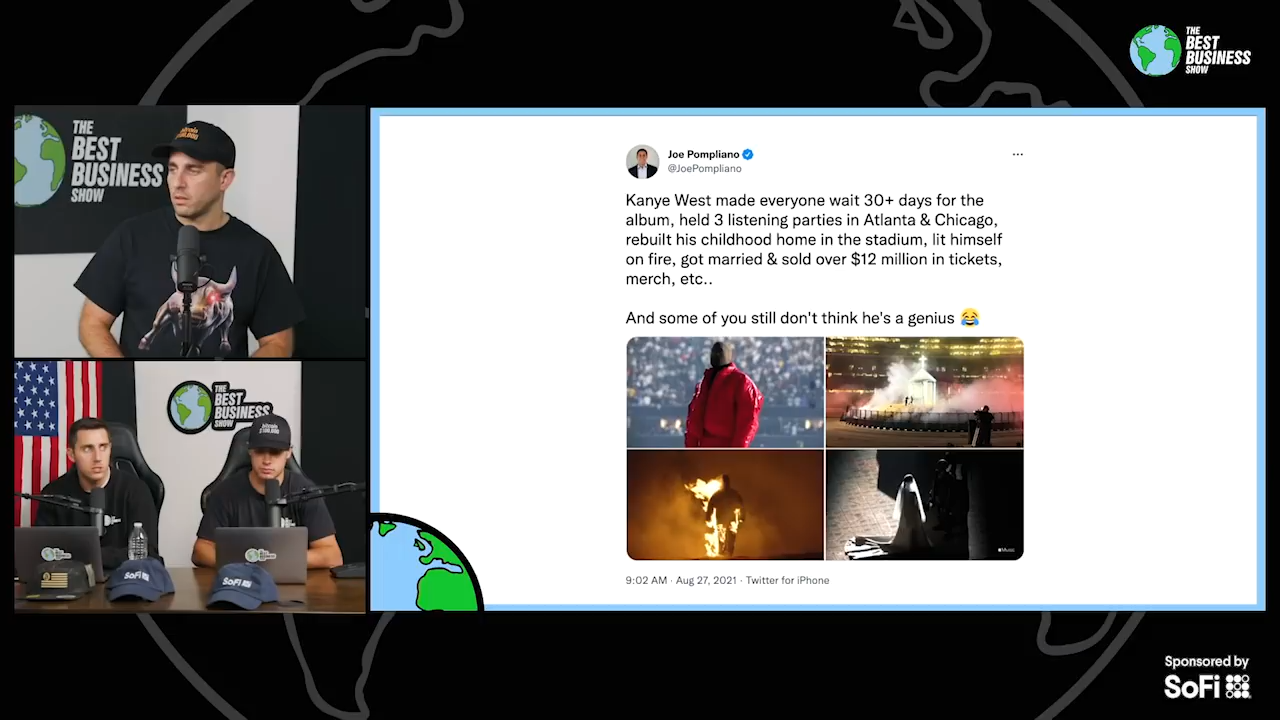 THE
BEST
BUSINESS
SHOW
THE
BEST
BUSINESS
SHOW
bitcoin
Joe Pompliano
@JoePompliano
Kanye West made everyone wait 30+ days for the
album, held 3 listening parties in Atlanta & Chicago,
rebuilt his childhood home in the stadium, lit himself
on fire, got married & sold over $12 million in tickets,
merch, etc..
And some of you still don't think he's a genius 😂
Music
9:02 AM · Aug 27, 2021 · Twitter for iPhone
THE
BEST
BUSINESS
SHOW
bitcoin
SoFi
SoFi
Sponsored by
SoFi